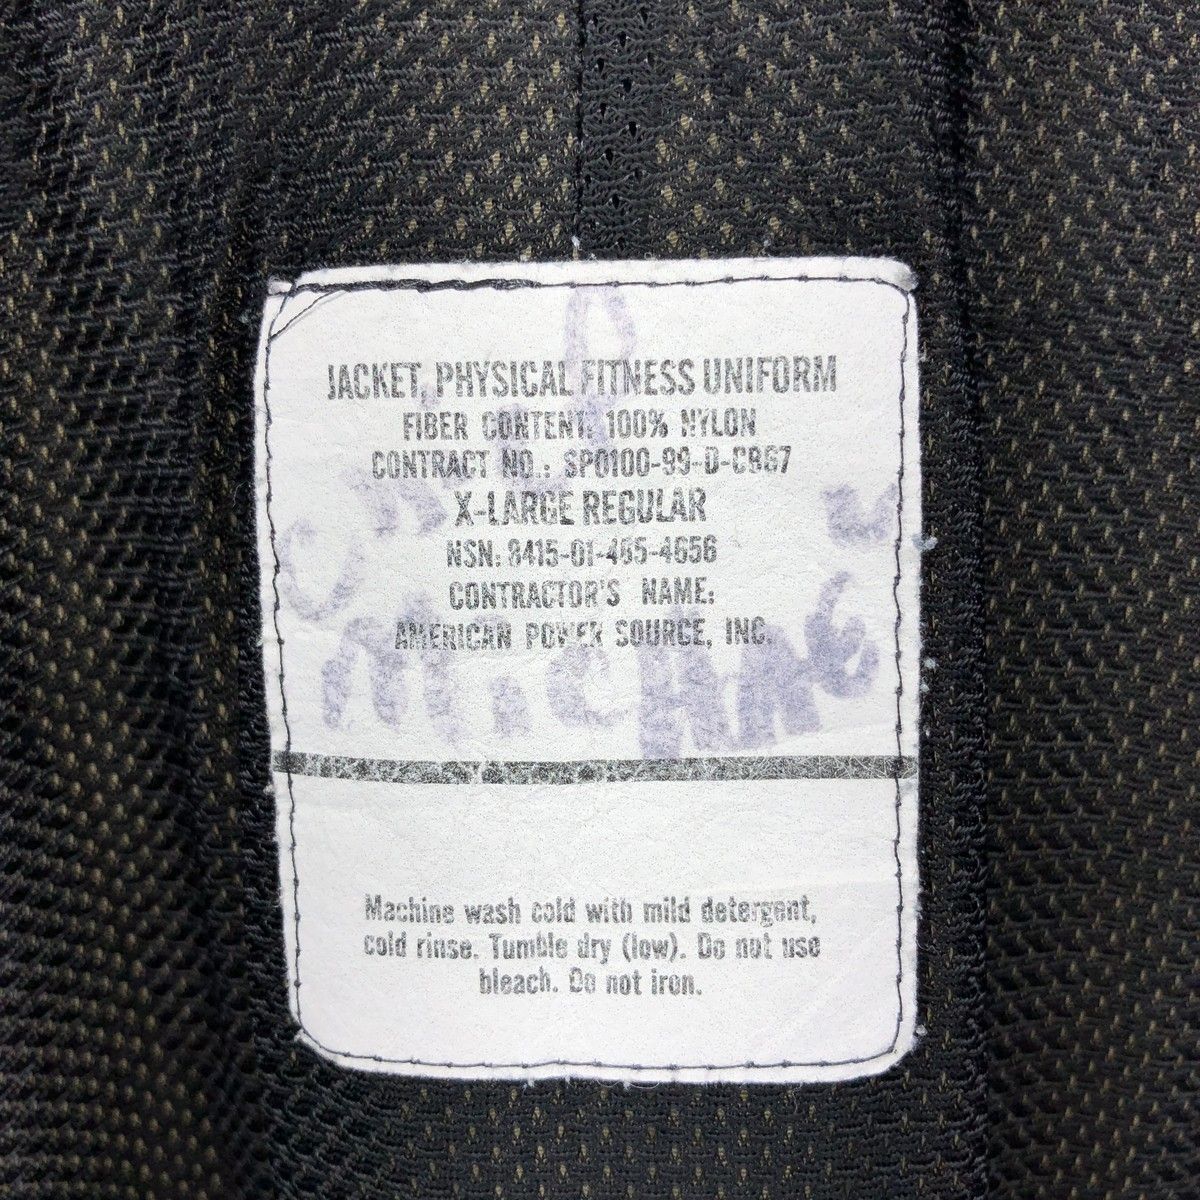 JACKET, PHYSICAL FITNESS UNIFORM
FIBER CONTENT: 100% NYLON
CONTRACT NO.: SP0100-99-D-CB67
X-LARGE REGULAR
NSN: 8415-01-465-4656
CONTRACTOR'S NAME:
AMERICAN POWER SOURCE, INC.
Machine wash cold with mild detergent,
cold rinse. Tumble dry (low). Do not use
bleach. Do not iron.